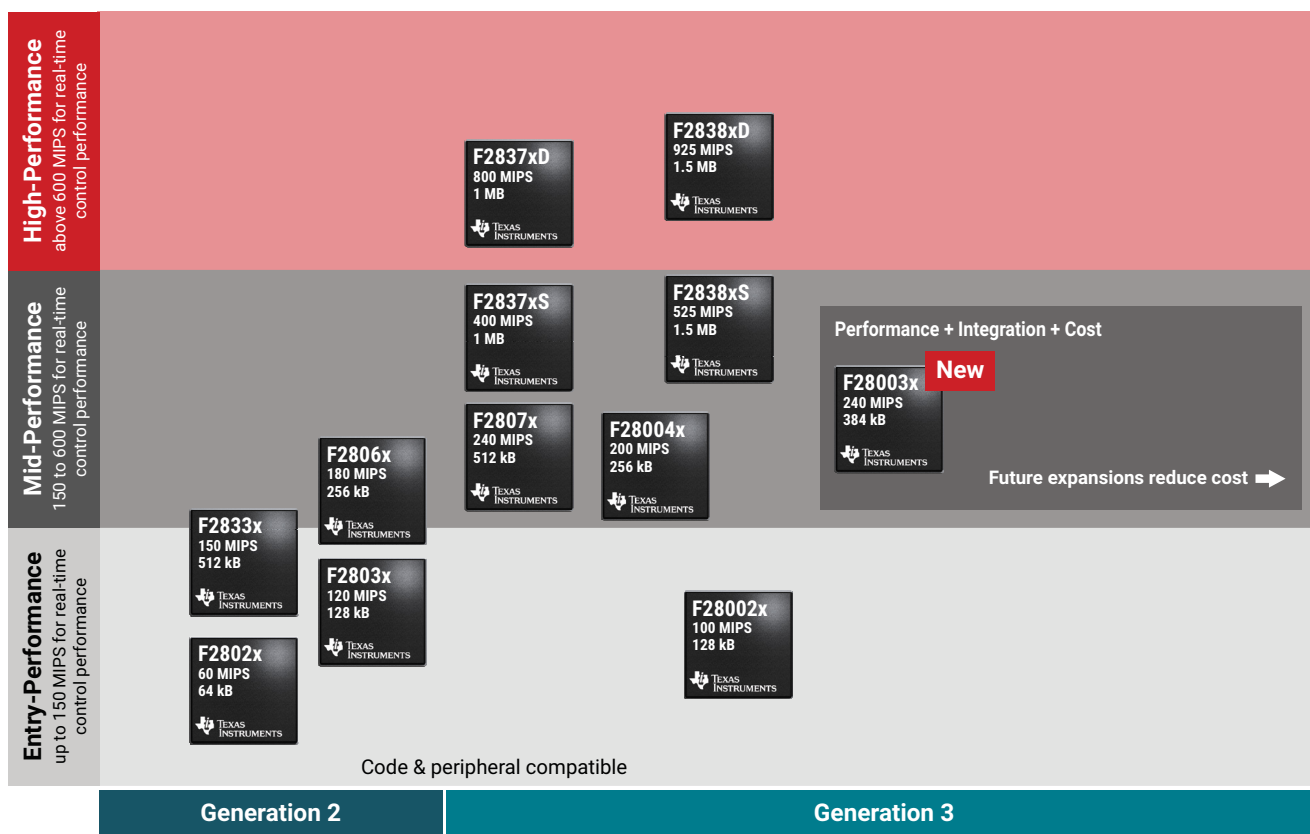 High-Performance
above 600 MIPS for real-time
control performance
F2837xD
800 MIPS
1 MB
TEXAS
INSTRUMENTS
F2838xD
925 MIPS
1.5 MB
TEXAS
INSTRUMENTS
Mid-Performance
150 to 600 MIPS for real-time
control performance
F2837xS
400 MIPS
1 MB
TEXAS
INSTRUMENTS
F2838xS
525 MIPS
1.5 MB
TEXAS
INSTRUMENTS
Performance + Integration + Cost
New
F28003x
240 MIPS
384 kB
TEXAS
INSTRUMENTS
Future expansions reduce cost
F2807x
240 MIPS
512 kB
TEXAS
INSTRUMENTS
F28004x
200 MIPS
256 kB
TEXAS
INSTRUMENTS
F2806x
180 MIPS
256 kB
TEXAS
INSTRUMENTS
Entry-Performance
up to 150 MIPS for real-time
control performance
F2833x
150 MIPS
512 kB
TEXAS
INSTRUMENTS
F2803x
120 MIPS
128 kB
TEXAS
INSTRUMENTS
F28002x
100 MIPS
128 kB
TEXAS
INSTRUMENTS
F2802x
60 MIPS
64 kB
TEXAS
INSTRUMENTS
Code & peripheral compatible
Generation 2
Generation 3